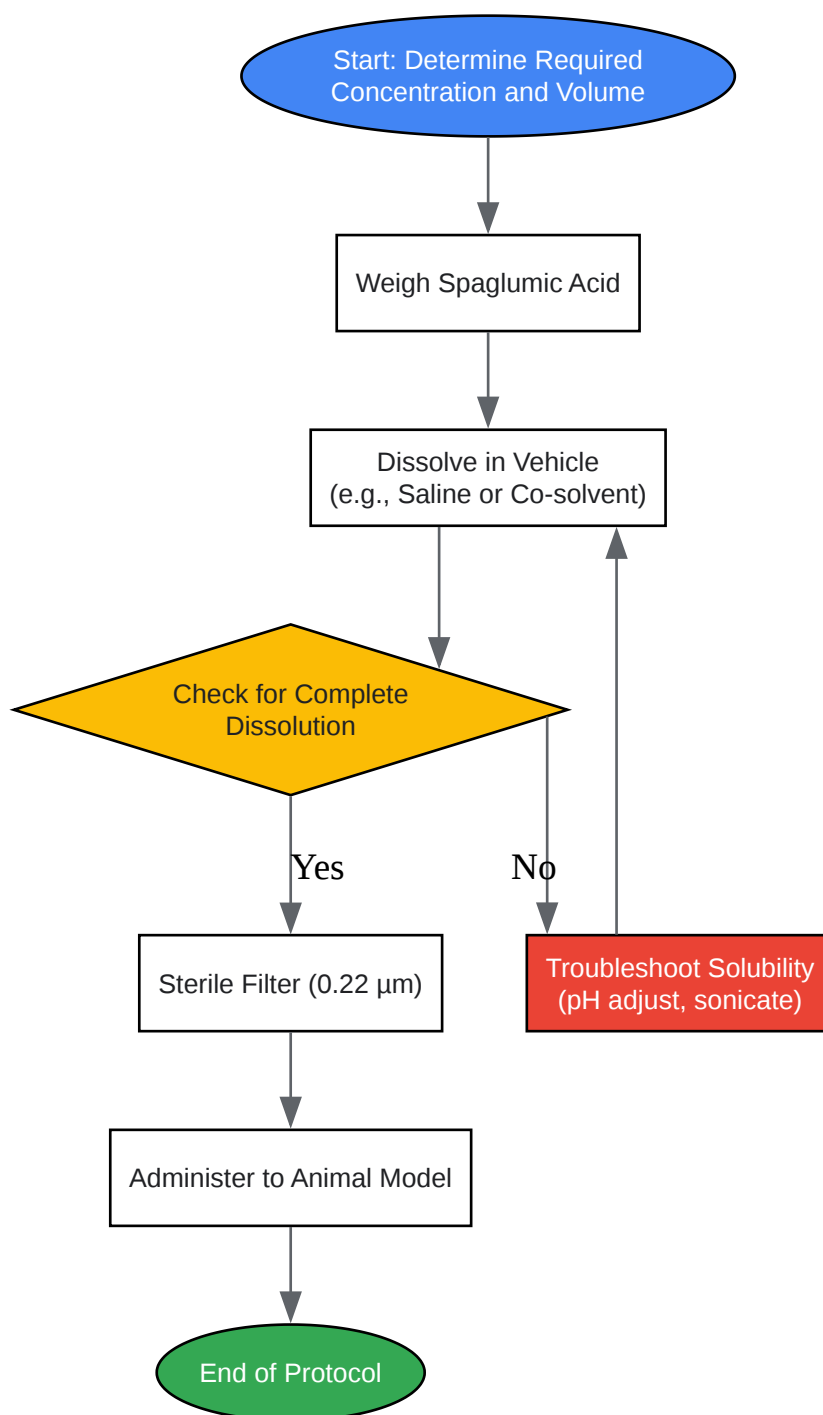 Start: Determine Required
Concentration and Volume
Weigh Spaglumic Acid
Dissolve in Vehicle
(e.g., Saline or Co-solvent)
Check for Complete
Dissolution
Yes
No
Sterile Filter (0.22 µm)
Troubleshoot Solubility
(pH adjust, sonicate)
Administer to Animal Model
End of Protocol